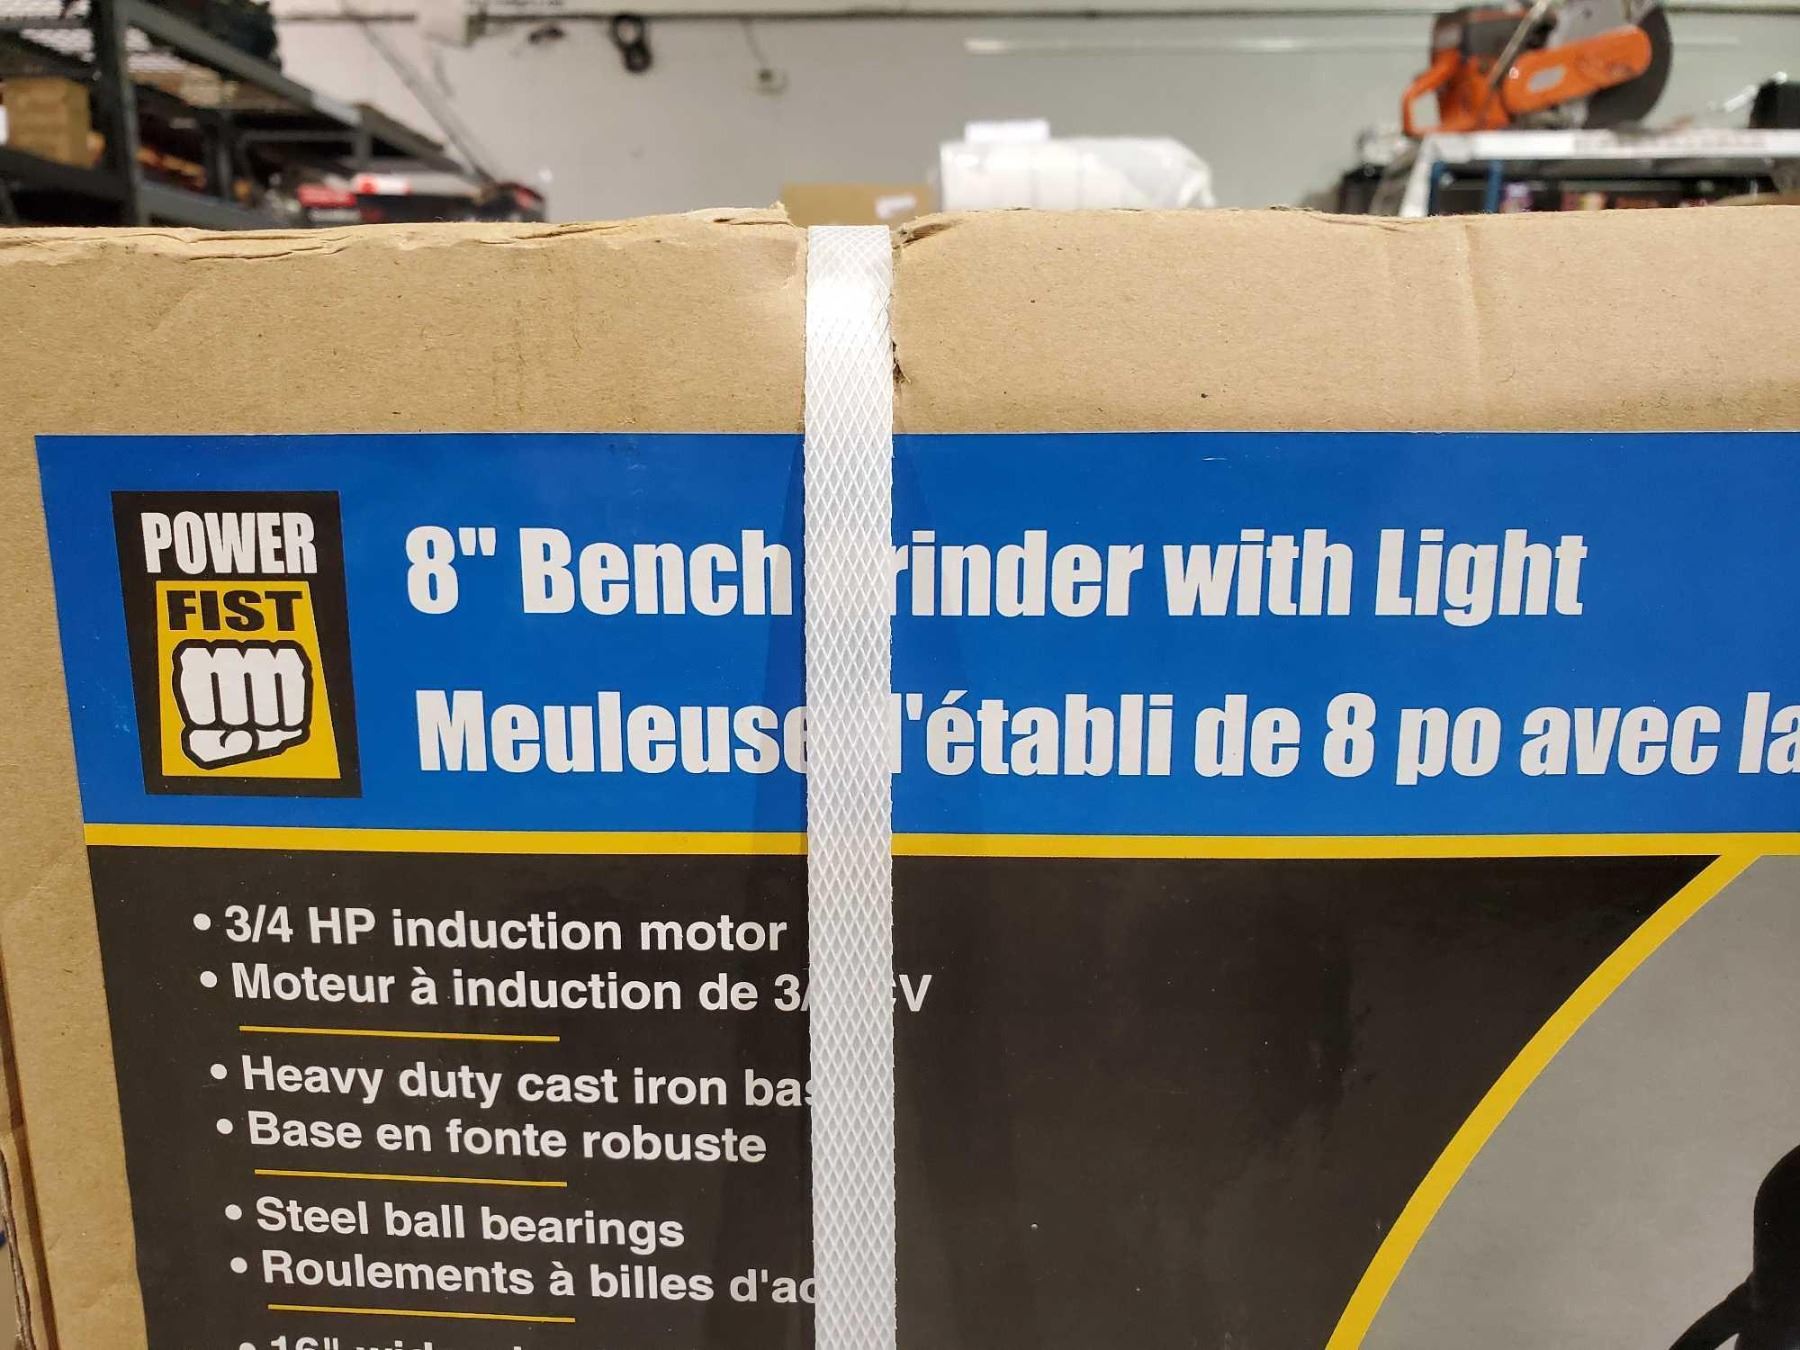 POWER
FIST
8" Bench rinder with Light
Meuleuse l'établi de 8 po avec la
• 3/4 HP induction motor
• Moteur à induction de 3/ CV
• Heavy duty cast iron bas
• Base en fonte robuste
• Steel ball bearings
• Roulements à billes d'ac
• 16"